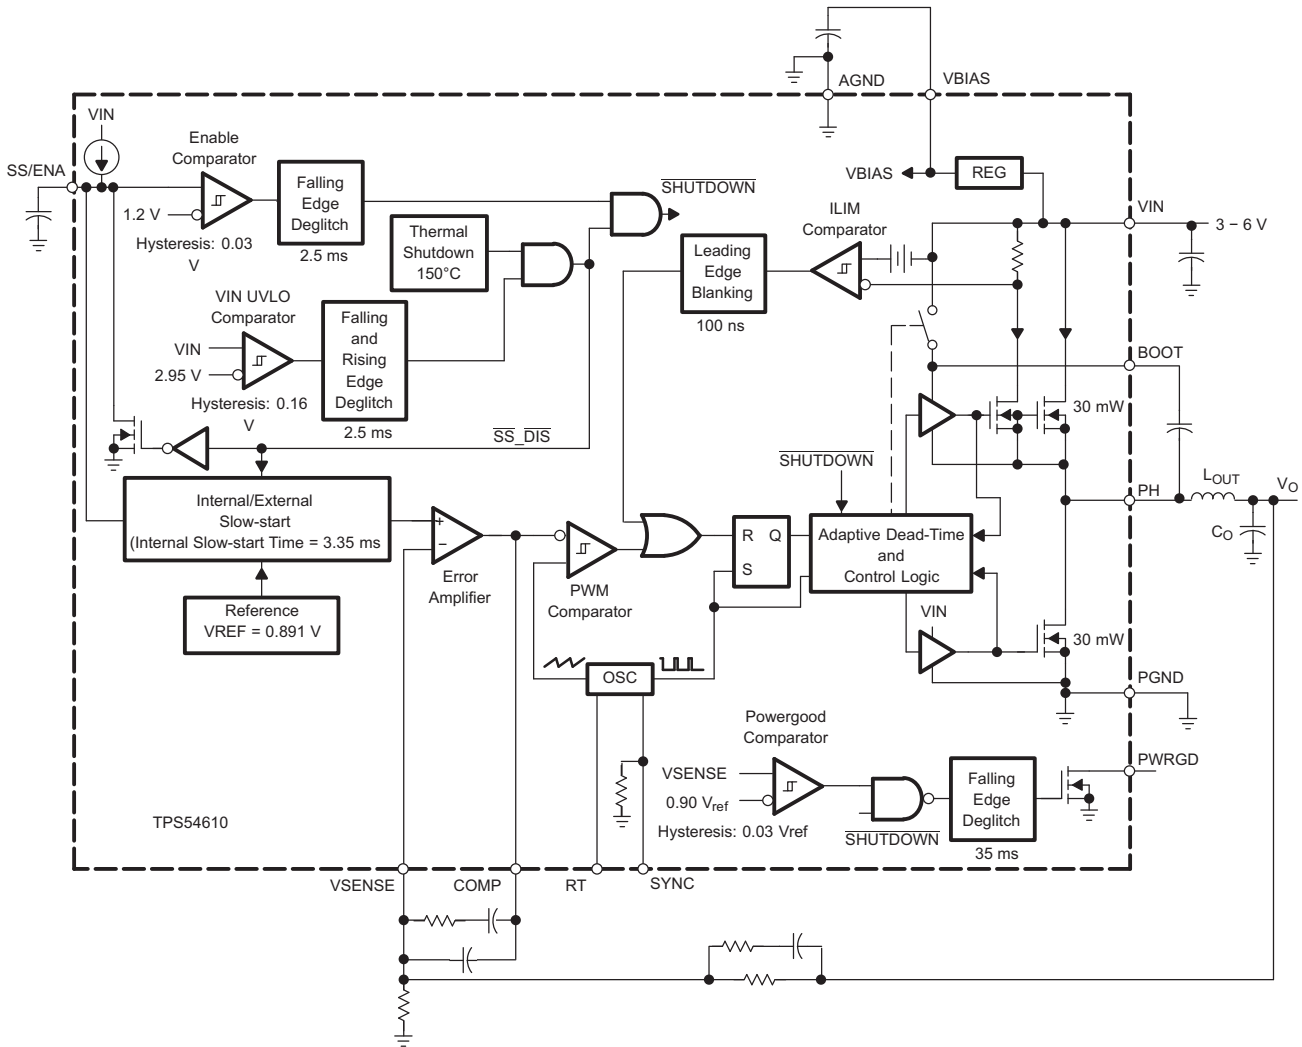 AGND
VBIAS
VIN
Enable
Comparator
SS/ENA
1.2 V
Hysteresis: 0.03
V
Falling
Edge
Deglitch
2.5 ms
Thermal
Shutdown
150°C
SHUTDOWN
VBIAS
REG
VIN
3 − 6 V
ILIM
Comparator
Leading
Edge
Blanking
100 ns
VIN UVLO
Comparator
VIN
2.95 V
Hysteresis: 0.16
V
Falling
and
Rising
Edge
Deglitch
2.5 ms
SS_DIS
BOOT
30 mW
SHUTDOWN
PH
LOUT
VO
CO
Internal/External
Slow-start
(Internal Slow-start Time = 3.35 ms
Reference
VREF = 0.891 V
+
−
Error
Amplifier
PWM
Comparator
R Q
S
Adaptive Dead-Time
and
Control Logic
VIN
30 mW
PGND
OSC
Powergood
Comparator
VSENSE
0.90 Vref
Hysteresis: 0.03 Vref
SHUTDOWN
Falling
Edge
Deglitch
35 ms
PWRGD
TPS54610
VSENSE
COMP
RT
SYNC